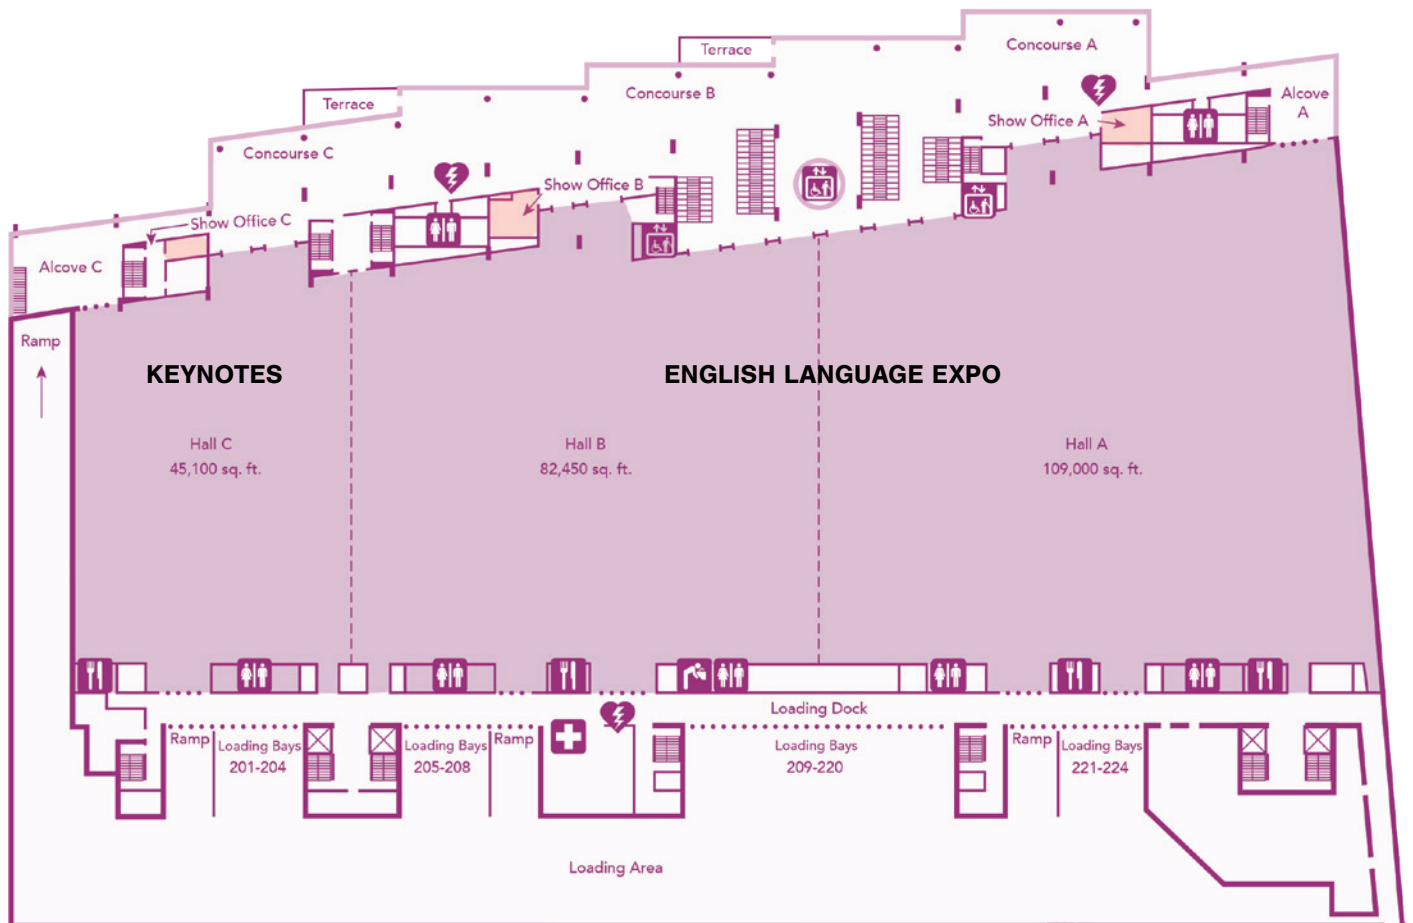 Concourse A
Terrace
Concourse B
Alcove
A
Terrace
Show Office A
Concourse C
Show Office B
Show Office C
Alcove C
Ramp
KEYNOTES
ENGLISH LANGUAGE EXPO
Hall C
45,100 sq. ft.
Hall B
82,450 sq. ft.
Hall A
109,000 sq. ft.
Loading Dock
Ramp
Loading Bays
201-204
Loading Bays
205-208
Ramp
Loading Bays
209-220
Ramp
Loading Bays
221-224
Loading Area